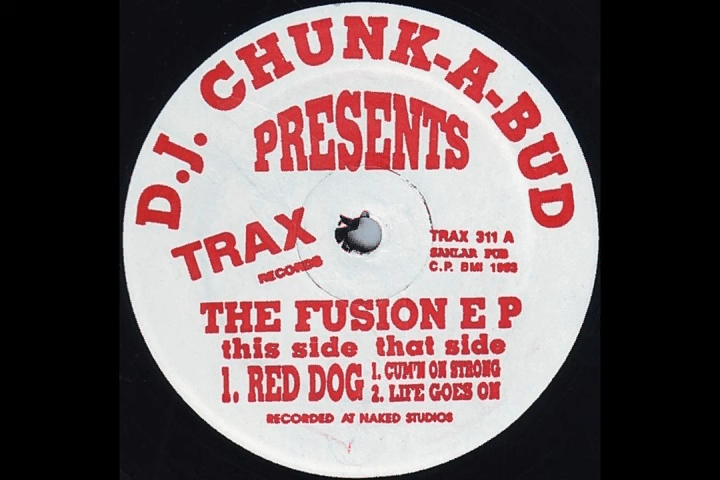 D.J. CHUNK-A-BUD
PRESENTS
TRAX
RECORDS
TRAX 311 A
SANLAR PUB
C.P. BMI 1993
THE FUSION E P
this side that side
1. RED DOG
1. CUM'N ON STRONG
2. LIFE GOES ON
RECORDED AT NAKED STUDIOS